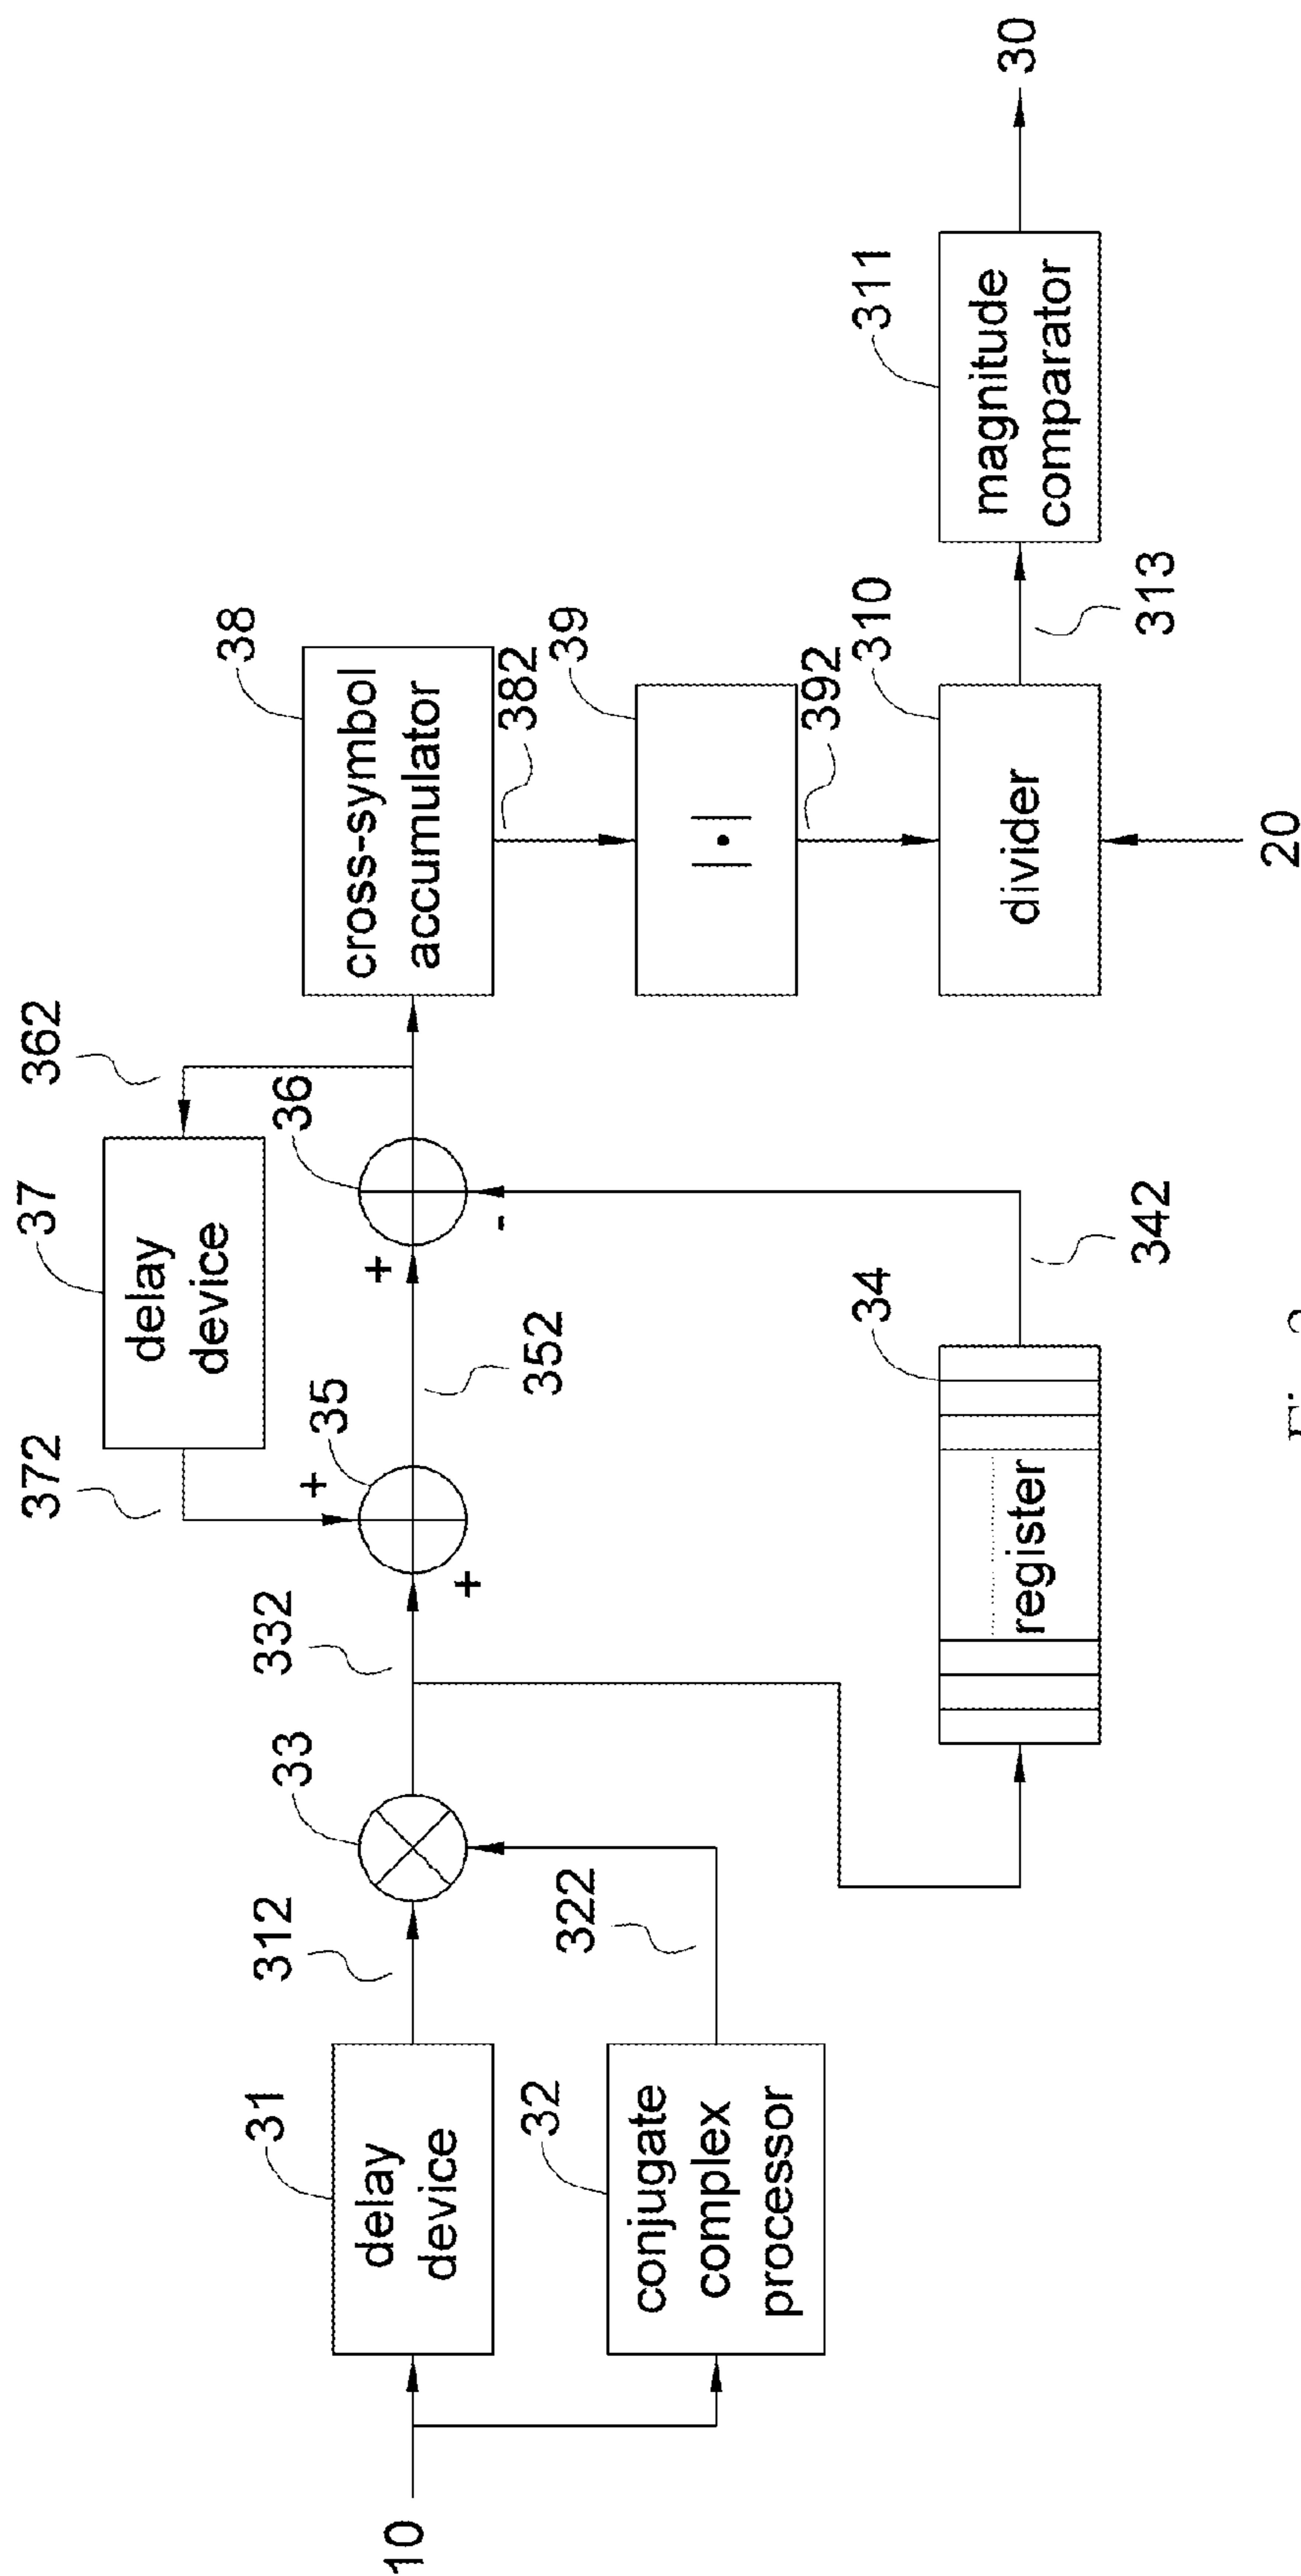 10
31
delay
device
312
32
conjugate
complex
processor
322
33
332
372
37
delay
device
362
+
35
+
352
+
36
-
register
34
342
38
cross-symbol
accumulator
382
39
|•|
392
310
divider
20
313
311
magnitude
comparator
30